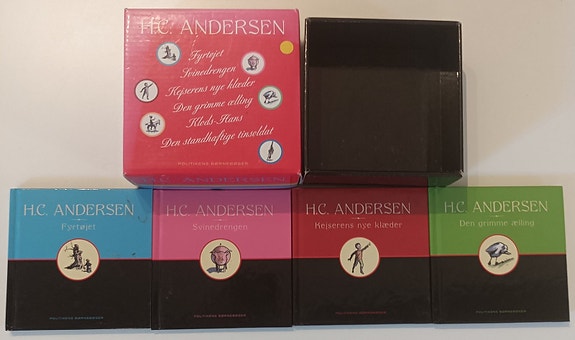 H.C. ANDERSEN
Fyrtøjet
Svinedrengen
Kejserens nye klæder
Den grimme ælling
Klods-Hans
Den standhaftige tinsoldat
POLITIKENS BØRNEBØGER
H.C. ANDERSEN
Fyrtøjet
POLITIKENS BØRNEBØGER
H.C. ANDERSEN
Svinedrengen
POLITIKENS BØRNEBØGER
H.C. ANDERSEN
Kejserens nye klæder
POLITIKENS BØRNEBØGER
H.C. ANDERSEN
Den grimme ælling
POLITIKENS BØRNEBØGER